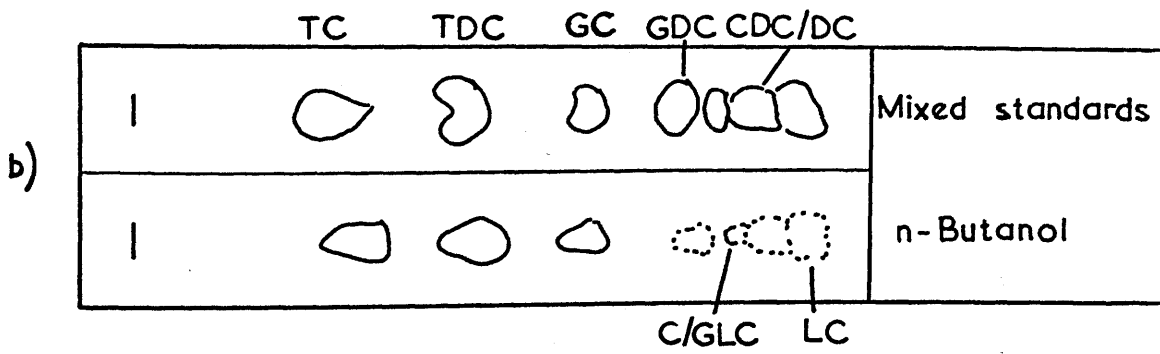 TC TDC GC GDC CDC/DC
Mixed standards
b)
n-Butanol
C/GLC LC